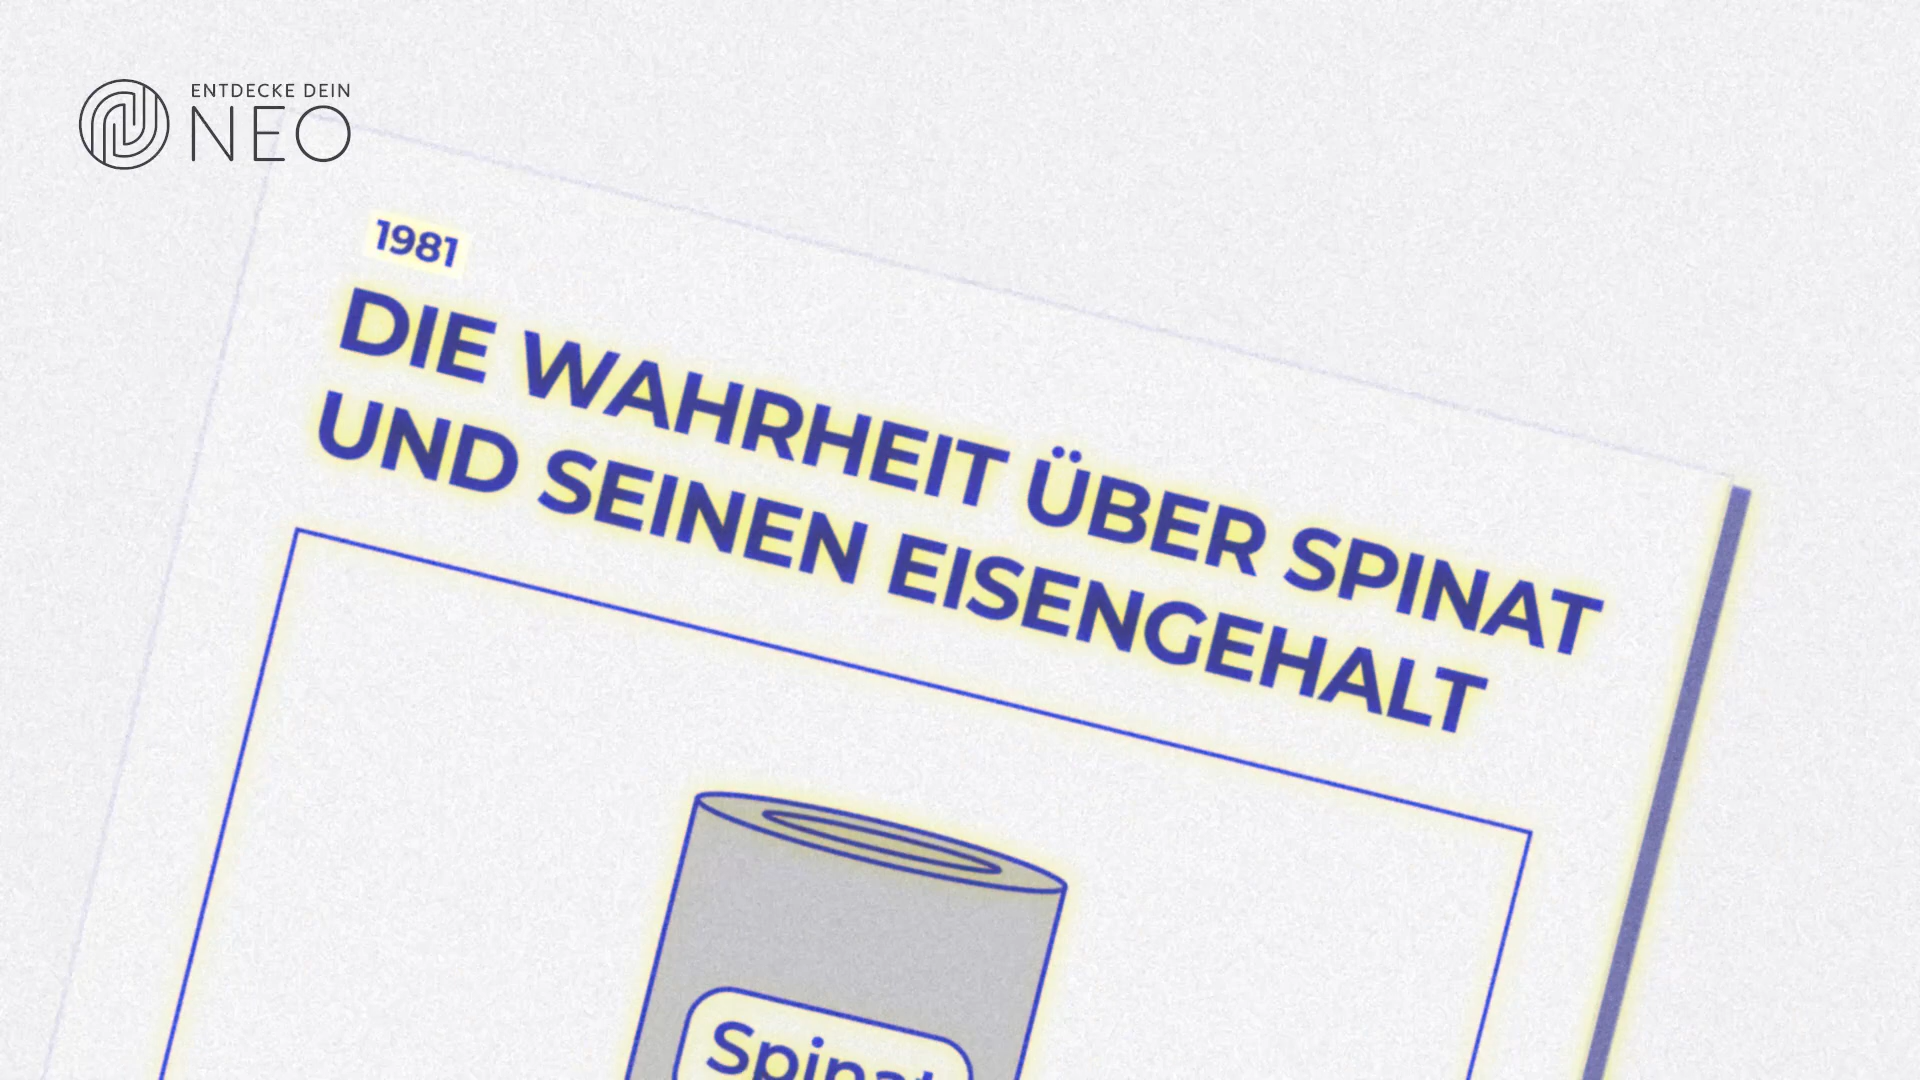 ENTDECKE DEIN
NEO
1981
DIE WAHRHEIT ÜBER SPINAT
UND SEINEN EISENGEHALT
Spinat